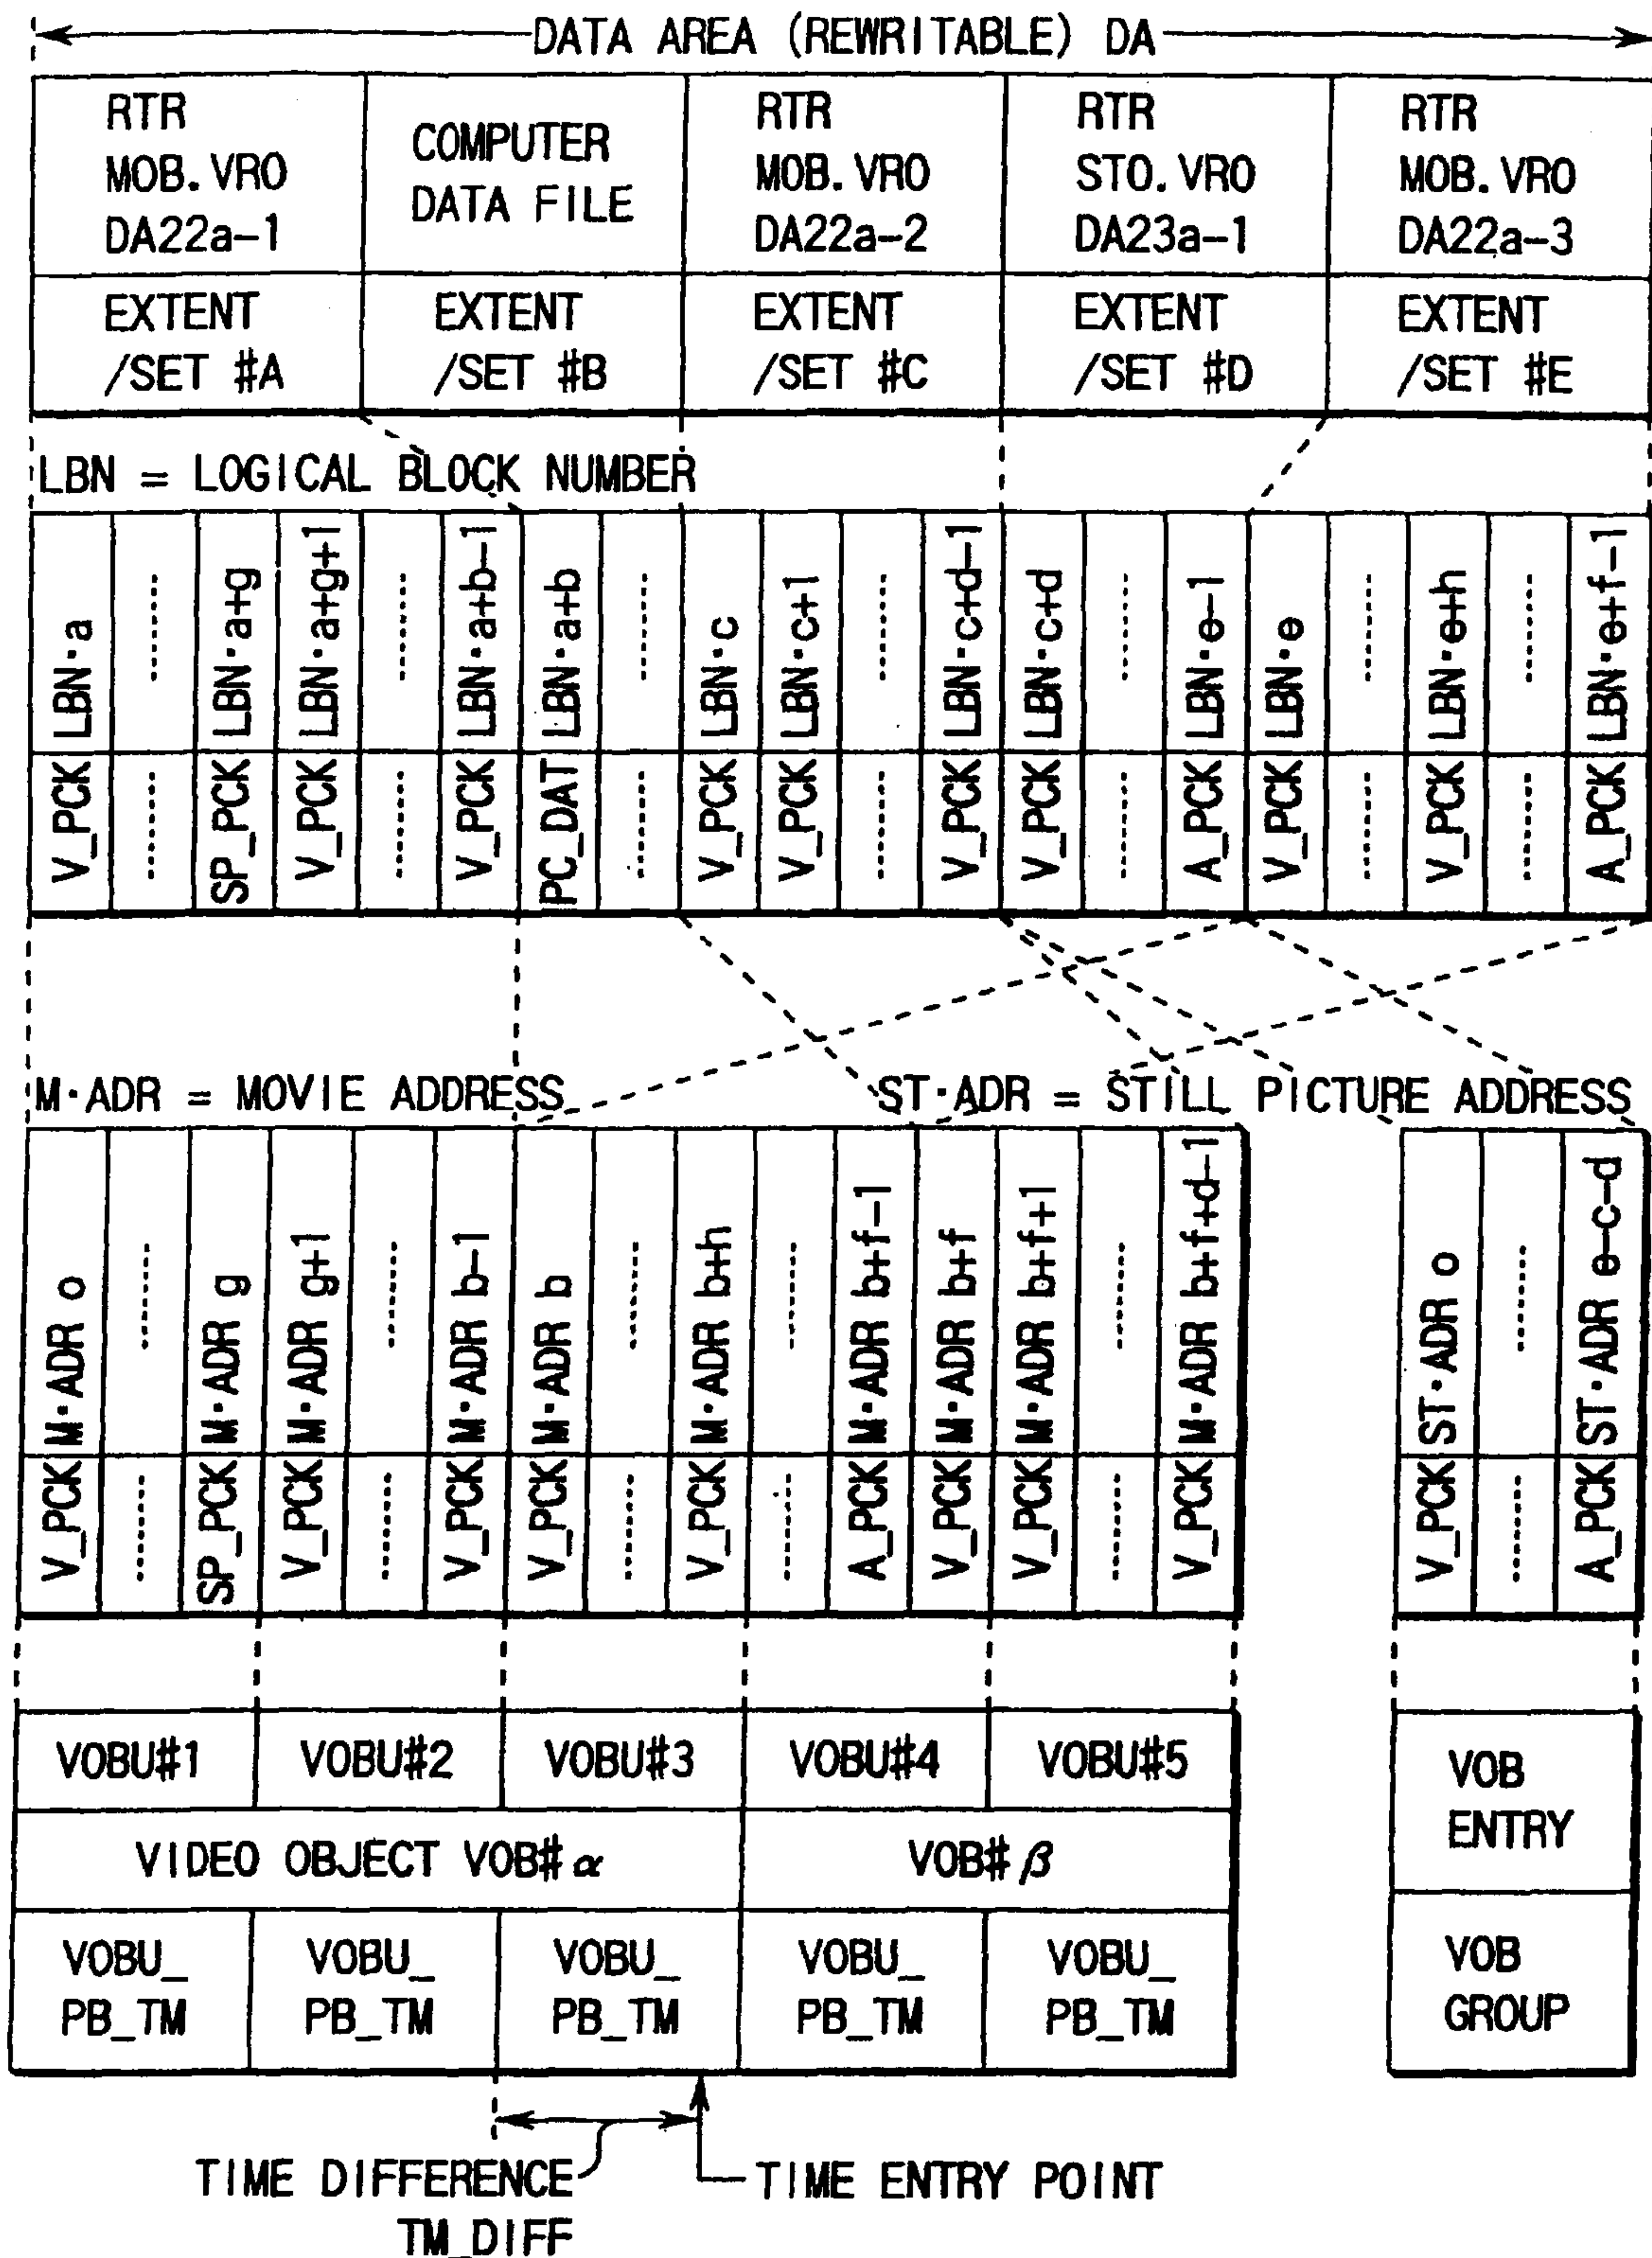 DATA AREA (REWRITABLE) DA
RTR
MOB.VRO
DA22a-1
COMPUTER
DATA FILE
RTR
MOB.VRO
DA22a-2
RTR
STO.VRO
DA23a-1
RTR
MOB.VRO
DA22a-3
EXTENT
/SET #A
EXTENT
/SET #B
EXTENT
/SET #C
EXTENT
/SET #D
EXTENT
/SET #E
LBN = LOGICAL BLOCK NUMBER
LBN·a
LBN·a+g
LBN·a+g+1
LBN·a+b-1
LBN·a+b
LBN·c
LBN·c+1
LBN·c+d-1
LBN·c+d
LBN·e-1
LBN·e
LBN·e+h
LBN·e+f-1
V_PCK
SP_PCK
V_PCK
V_PCK
PC_DAT
V_PCK
V_PCK
V_PCK
V_PCK
A_PCK
V_PCK
V_PCK
A_PCK
M·ADR = MOVIE ADDRESS
ST·ADR = STILL PICTURE ADDRESS
M·ADR o
M·ADR g
M·ADR g+1
M·ADR b-1
M·ADR b
M·ADR b+h
M·ADR b+f-1
M·ADR b+f
M·ADR b+f+1
M·ADR b+f+d-1
ST·ADR o
ST·ADR e-c-d
V_PCK
SP_PCK
V_PCK
V_PCK
V_PCK
V_PCK
A_PCK
V_PCK
V_PCK
V_PCK
V_PCK
A_PCK
VOBU#1
VOBU#2
VOBU#3
VOBU#4
VOBU#5
VOB
ENTRY
VIDEO OBJECT VOB#α
VOB#β
VOBU_
PB_TM
VOBU_
PB_TM
VOBU_
PB_TM
VOBU_
PB_TM
VOBU_
PB_TM
VOB
GROUP
TIME DIFFERENCE
TM_DIFF
TIME ENTRY POINT